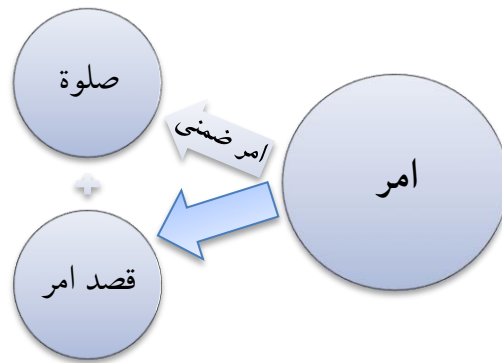 صلوة
امر ضمنی
امر
+
قصد امر